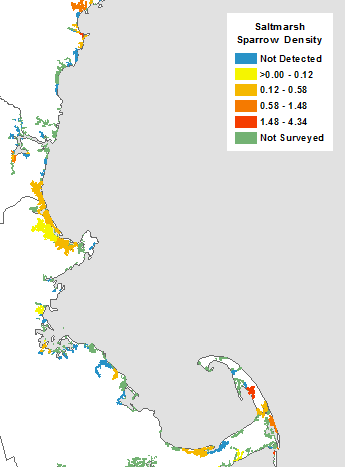 Saltmarsh
Sparrow Density
Not Detected
>0.00 - 0.12
0.12 - 0.58
0.58 - 1.48
1.48 - 4.34
Not Surveyed